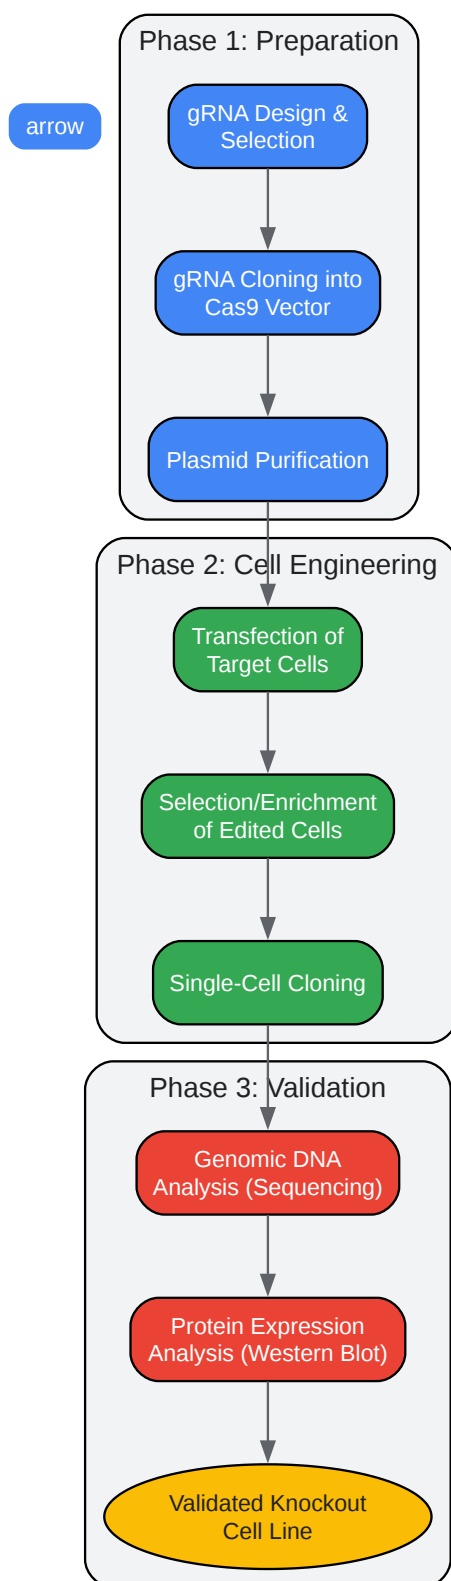 Phase 1: Preparation
arrow
gRNA Design &
Selection
gRNA Cloning into
Cas9 Vector
Plasmid Purification
Phase 2: Cell Engineering
Transfection of
Target Cells
Selection/Enrichment
of Edited Cells
Single-Cell Cloning
Phase 3: Validation
Genomic DNA
Analysis (Sequencing)
Protein Expression
Analysis (Western Blot)
Validated Knockout
Cell Line